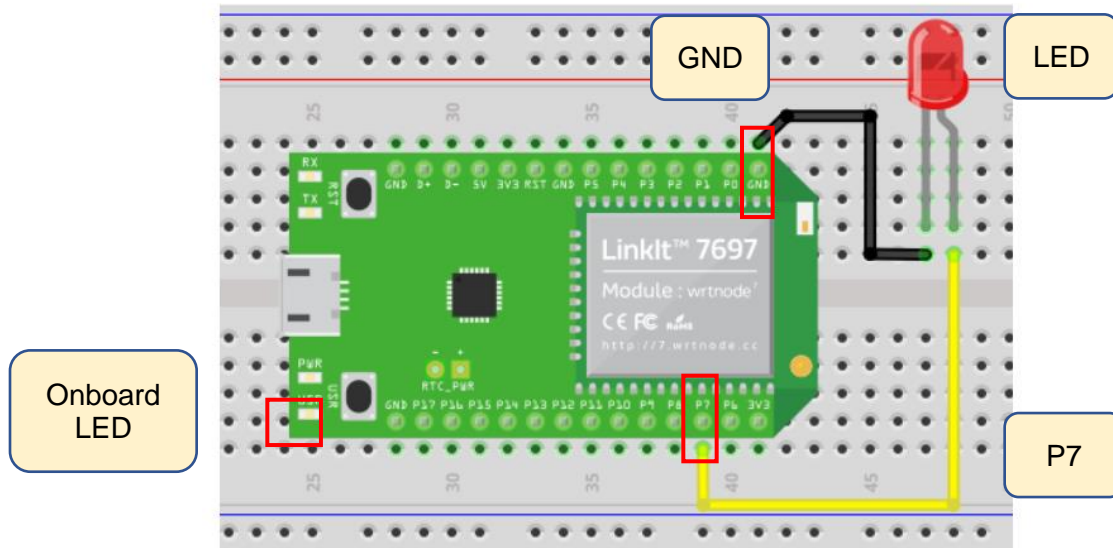 GND
LED
25
30
35
40
45
50
RX
TX
RST
GND D+ D- 5V 3V3 RST GND P5 P4 P3 P2 P1 P0 GND
LinkIt™ 7697
Module : wrtnode⁷
CE FC RoHS
http://7.wrtnode.cc
Onboard
LED
PWR
USR
- +
RTC_PWR
USR
GND P17 P16 P15 P14 P13 P12 P11 P10 P9 P8 P7 P6 3V3
P7
25
30
35
40
45